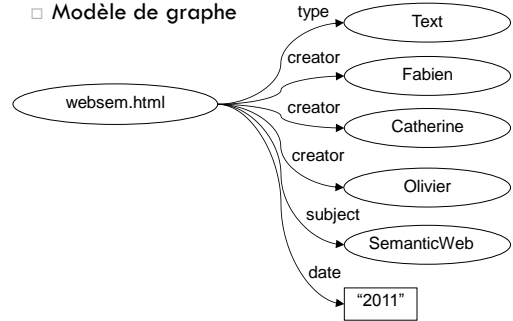 Modèle de graphe
type
Text
creator
Fabien
websem.html
creator
Catherine
creator
Olivier
subject
SemanticWeb
date
“2011”